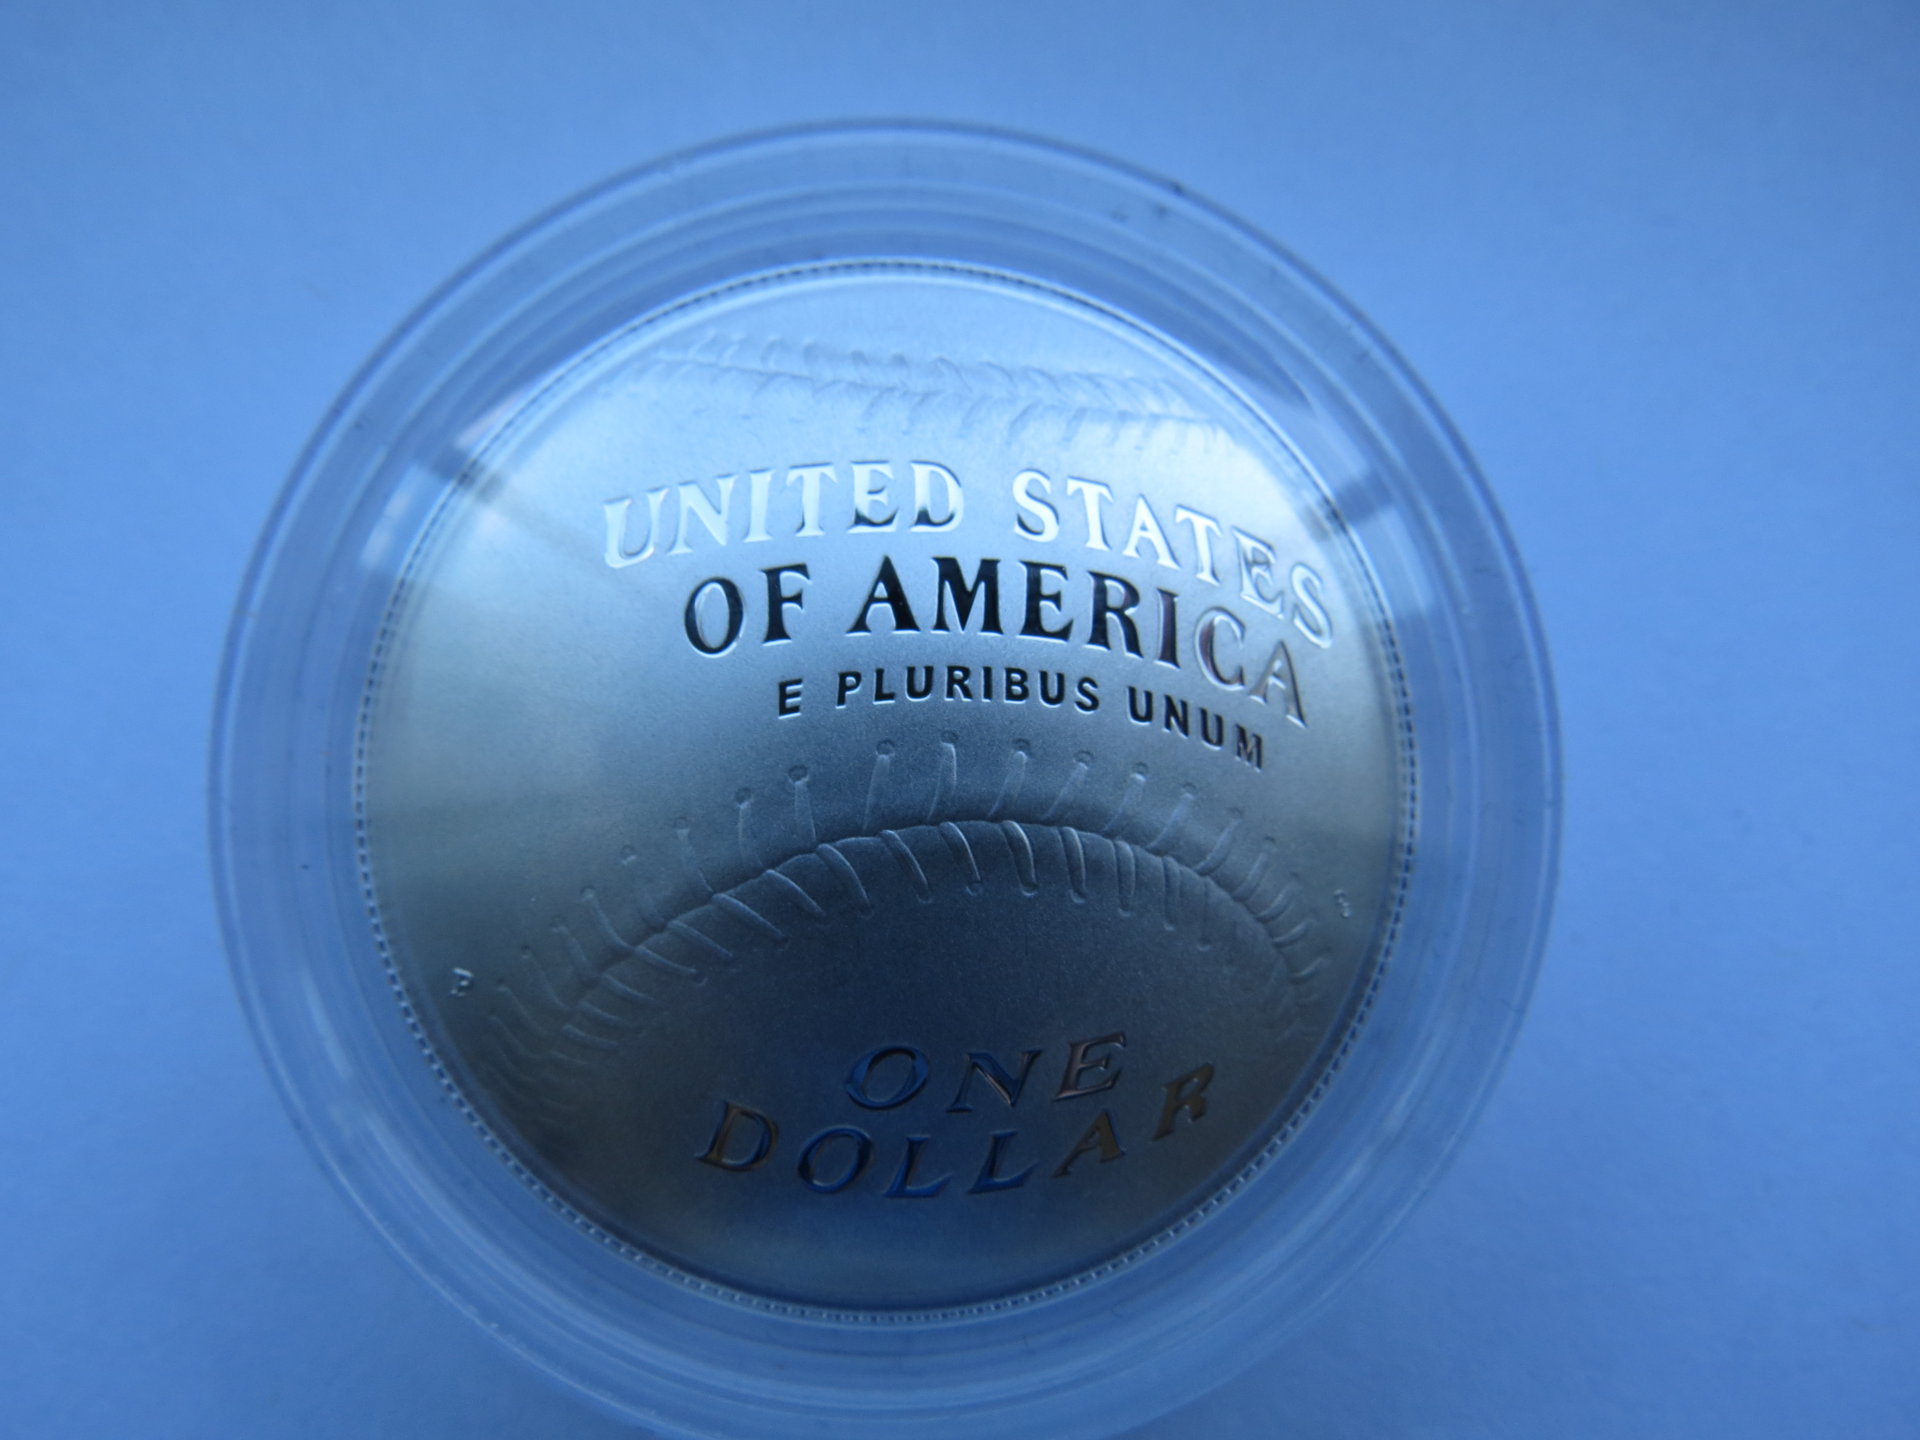 UNITED STATES
OF AMERICA
E PLURIBUS UNUM
P
ONE
DOLLAR